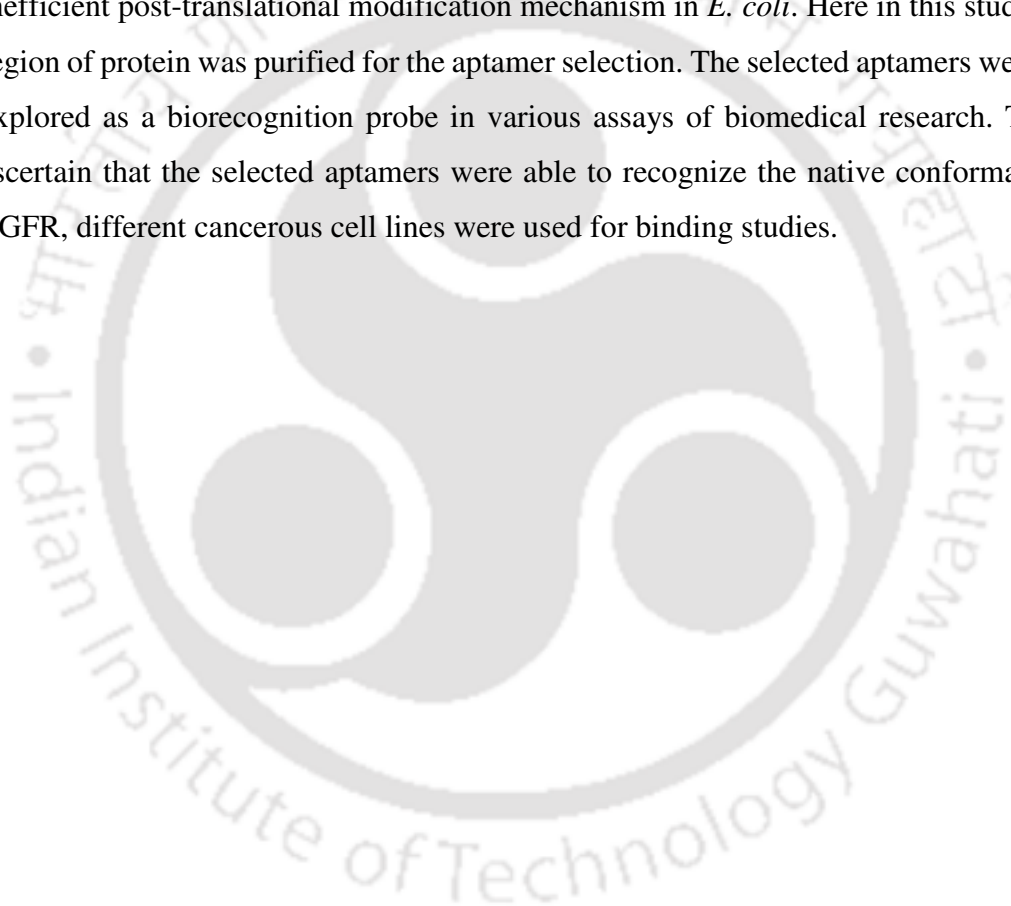 nefficient post-translational modification mechanism in E. coli. Here in this stud
egion of protein was purified for the aptamer selection. The selected aptamers we
xplored as a biorecognition probe in various assays of biomedical research. T
scertain that the selected aptamers were able to recognize the native conforma
GFR, different cancerous cell lines were used for binding studies.
Indian Institute of Technology Guwahati